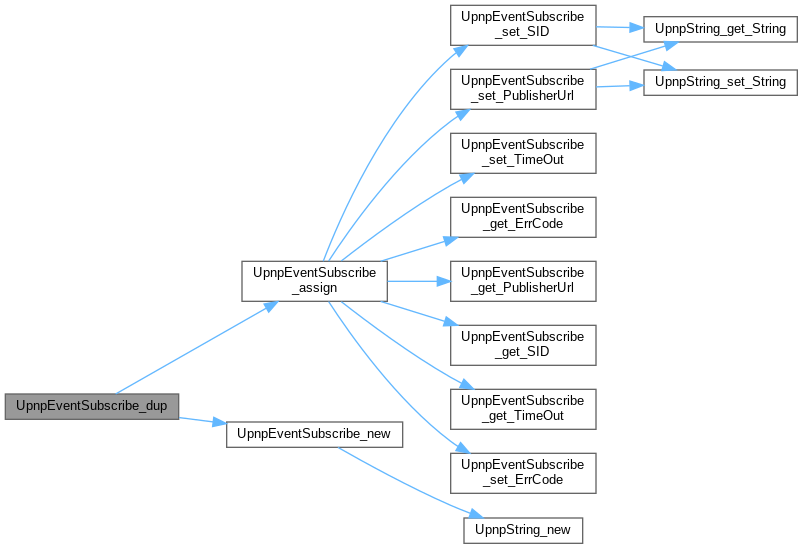 UpnpEventSubscribe_dup
UpnpEventSubscribe
_assign
UpnpEventSubscribe_new
UpnpEventSubscribe
_set_SID
UpnpEventSubscribe
_set_PublisherUrl
UpnpEventSubscribe
_set_TimeOut
UpnpEventSubscribe
_get_ErrCode
UpnpEventSubscribe
_get_PublisherUrl
UpnpEventSubscribe
_get_SID
UpnpEventSubscribe
_get_TimeOut
UpnpEventSubscribe
_set_ErrCode
UpnpString_new
UpnpString_get_String
UpnpString_set_String